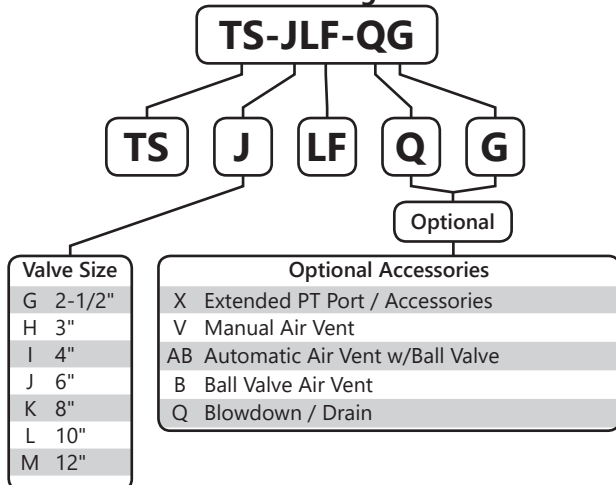 TS-JLF-QG
TS
J
LF
Q
G
Optional
Valve Size
G 2-1/2"
H 3"
I 4"
J 6"
K 8"
L 10"
M 12"
Optional Accessories
X Extended PT Port / Accessories
V Manual Air Vent
AB Automatic Air Vent w/Ball Valve
B Ball Valve Air Vent
Q Blowdown / Drain